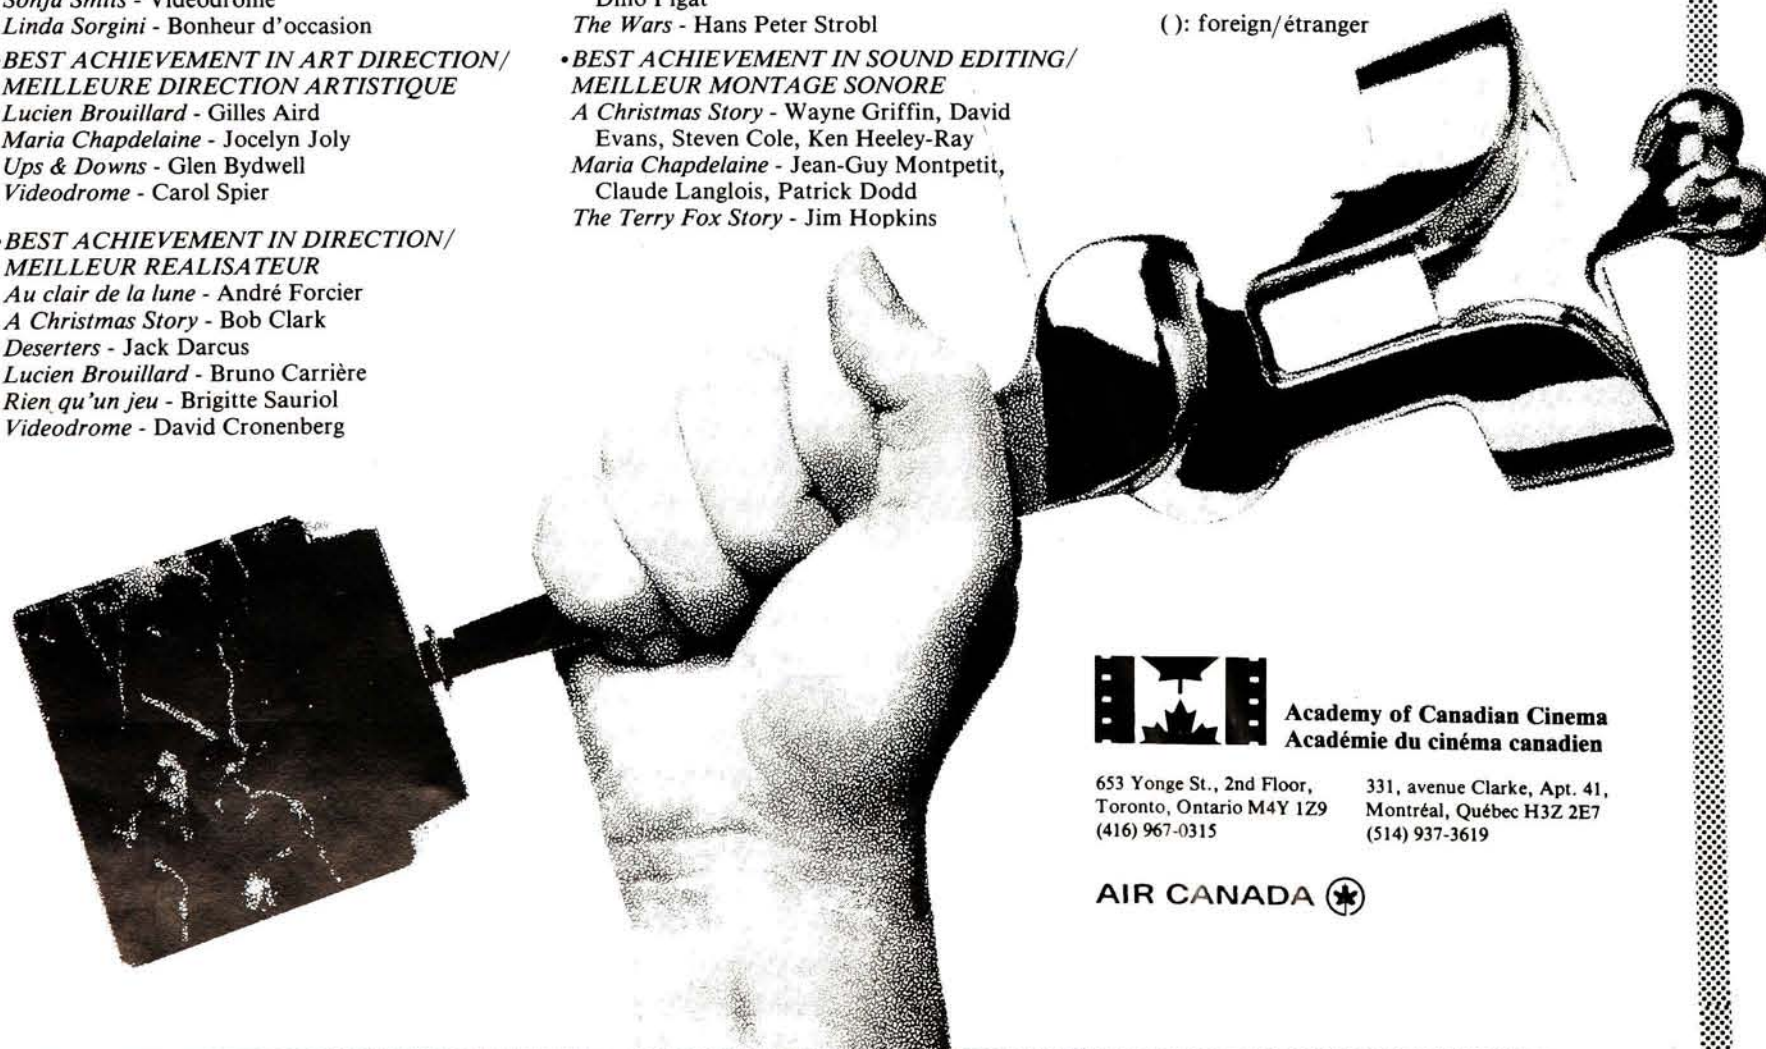 Sonja Smits - Videodrome
Linda Sorgini - Bonheur d'occasion
•BEST ACHIEVEMENT IN ART DIRECTION/
MEILLEURE DIRECTION ARTISTIQUE
Lucien Brouillard - Gilles Aird
Maria Chapdelaine - Jocelyn Joly
Ups & Downs - Glen Bydwell
Videodrome - Carol Spier
•BEST ACHIEVEMENT IN DIRECTION/
MEILLEUR REALISATEUR
Au clair de la lune - André Forcier
A Christmas Story - Bob Clark
Deserters - Jack Darcus
Lucien Brouillard - Bruno Carrière
Rien qu'un jeu - Brigitte Sauriol
Videodrome - David Cronenberg
Dino Pigat
The Wars - Hans Peter Strobl
•BEST ACHIEVEMENT IN SOUND EDITING/
MEILLEUR MONTAGE SONORE
A Christmas Story - Wayne Griffin, David
Evans, Steven Cole, Ken Heeley-Ray
Maria Chapdelaine - Jean-Guy Montpetit,
Claude Langlois, Patrick Dodd
The Terry Fox Story - Jim Hopkins
( ): foreign/étranger
Academy of Canadian Cinema
Académie du cinéma canadien
653 Yonge St., 2nd Floor,
Toronto, Ontario M4Y 1Z9
(416) 967-0315
331, avenue Clarke, Apt. 41,
Montréal, Québec H3Z 2E7
(514) 937-3619
AIR CANADA